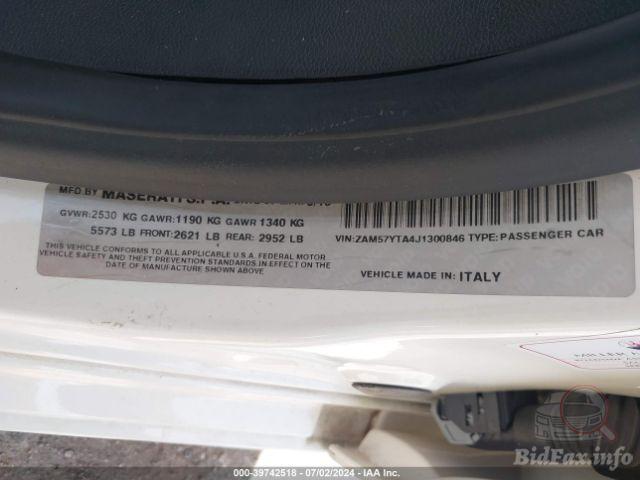 MFD BY MASERATI S.P.A.
GVWR:2530 KG GAWR:1190 KG GAWR 1340 KG
5573 LB FRONT:2621 LB REAR: 2952 LB
THIS VEHICLE CONFORMS TO ALL APPLICABLE U.S.A. FEDERAL MOTOR
VEHICLE SAFETY AND THEFT PREVENTION STANDARDS IN EFFECT ON THE
DATE OF MANUFACTURE SHOWN ABOVE
VIN:ZAM57YTA4J1300846 TYPE: PASSENGER CAR
VEHICLE MADE IN: ITALY
MILLER
000-39742518 - 07/02/2024 - IAA Inc.
BidFax.info